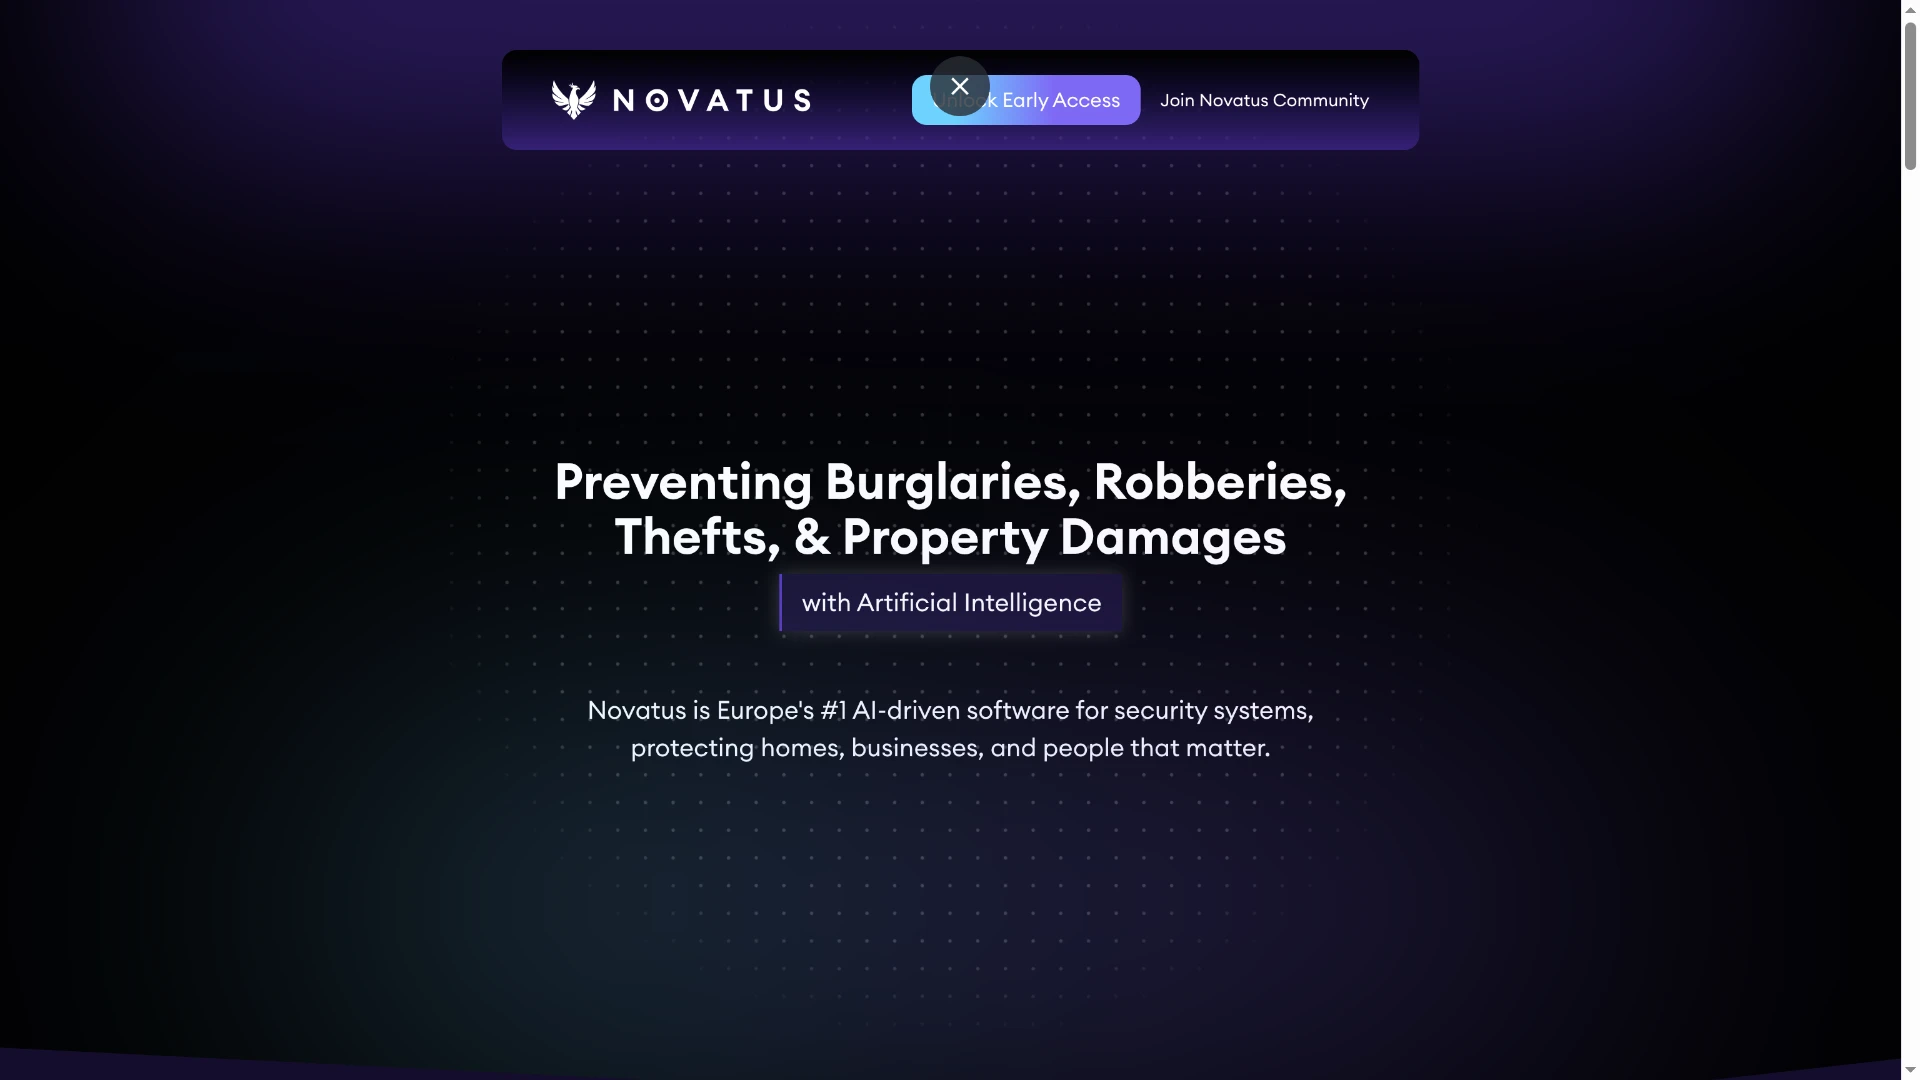 NOVATUS
Early Access
Join Novatus Community
Preventing Burglaries, Robberies,
Thefts, & Property Damages
with Artificial Intelligence
Novatus is Europe's #1 AI-driven software for security systems,
protecting homes, businesses, and people that matter.